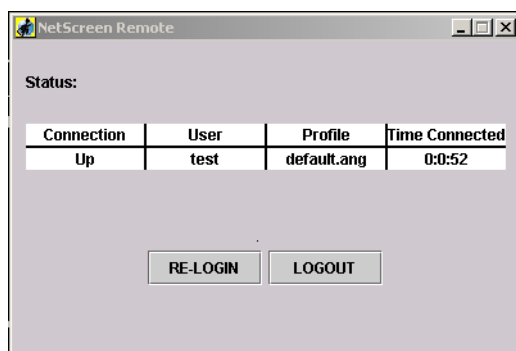 NetScreen Remote
Status:
Connection User Profile Time Connected
Up test default.ang 0:0:52
RE-LOGIN LOGOUT